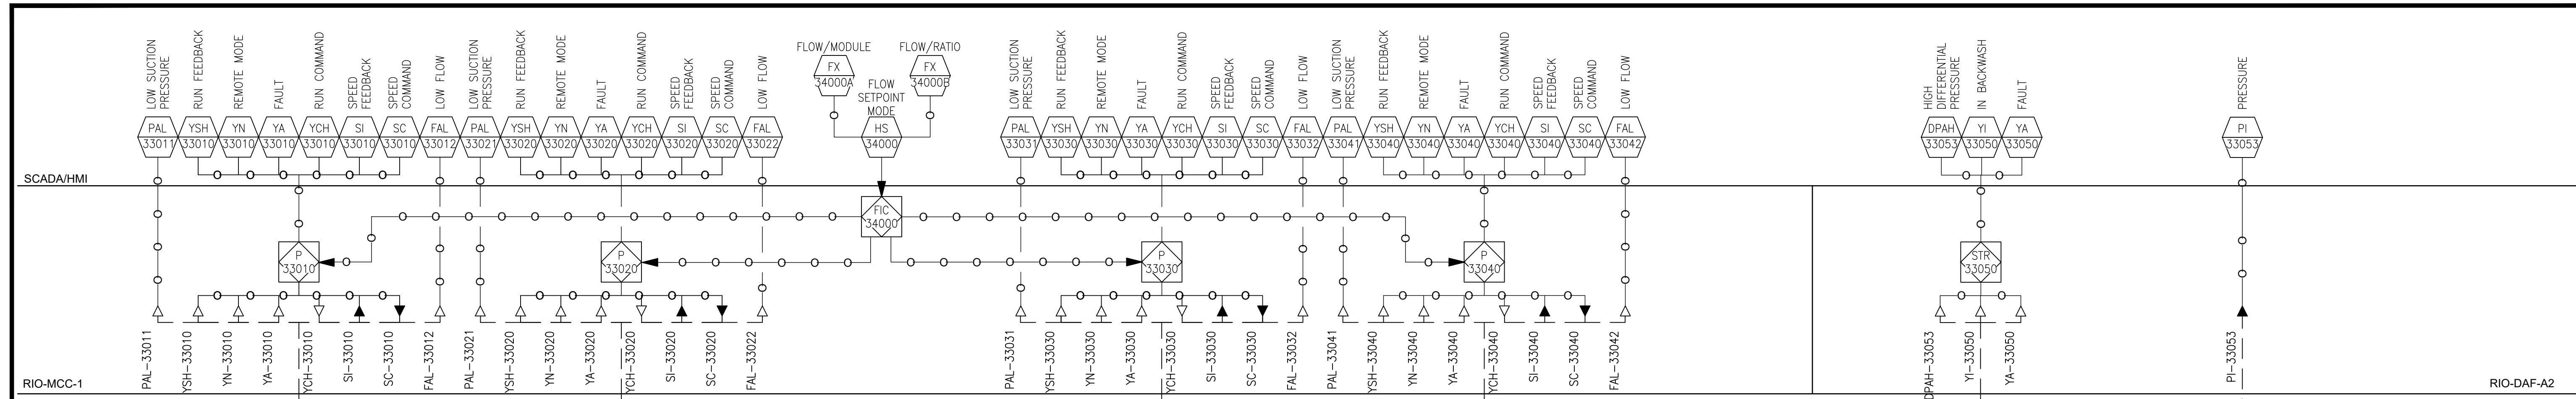 LOW SUCTION
PRESSURE
RUN FEEDBACK
REMOTE MODE
FAULT
RUN COMMAND
SPEED
FEEDBACK
SPEED
COMMAND
LOW FLOW
LOW SUCTION
PRESSURE
RUN FEEDBACK
REMOTE MODE
FAULT
RUN COMMAND
SPEED
FEEDBACK
SPEED
COMMAND
LOW FLOW
FLOW/MODULE
FX
34000A
FLOW/RATIO
FX
34000B
FLOW
SETPOINT
MODE
LOW SUCTION
PRESSURE
RUN FEEDBACK
REMOTE MODE
FAULT
RUN COMMAND
SPEED
FEEDBACK
SPEED
COMMAND
LOW FLOW
LOW SUCTION
PRESSURE
RUN FEEDBACK
REMOTE MODE
FAULT
RUN COMMAND
SPEED
FEEDBACK
SPEED
COMMAND
LOW FLOW
HIGH
DIFFERENTIAL
PRESSURE
IN BACKWASH
FAULT
PRESSURE
PAL
33011
YSH
33010
YN
33010
YA
33010
YCH
33010
SI
33010
SC
33010
FAL
33012
PAL
33021
YSH
33020
YN
33020
YA
33020
YCH
33020
SI
33020
SC
33020
FAL
33022
HS
34000
PAL
33031
YSH
33030
YN
33030
YA
33030
YCH
33030
SI
33030
SC
33030
FAL
33032
PAL
33041
YSH
33040
YN
33040
YA
33040
YCH
33040
SI
33040
SC
33040
FAL
33042
DPAH
33053
YI
33050
YA
33050
PI
33053
SCADA/HMI
FIC
34000
P
33010
P
33020
P
33030
P
33040
STR
33050
PAL-33011
YSH-33010
YN-33010
YA-33010
YCH-33010
SI-33010
SC-33010
FAL-33012
PAL-33021
YSH-33020
YN-33020
YA-33020
YCH-33020
SI-33020
SC-33020
FAL-33022
PAL-33031
YSH-33030
YN-33030
YA-33030
YCH-33030
SI-33030
SC-33030
FAL-33032
PAL-33041
YSH-33040
YN-33040
YA-33040
YCH-33040
SI-33040
SC-33040
FAL-33042
DPAH-33053
YI-33050
YA-33050
PI-33053
RIO-MCC-1
RIO-DAF-A2